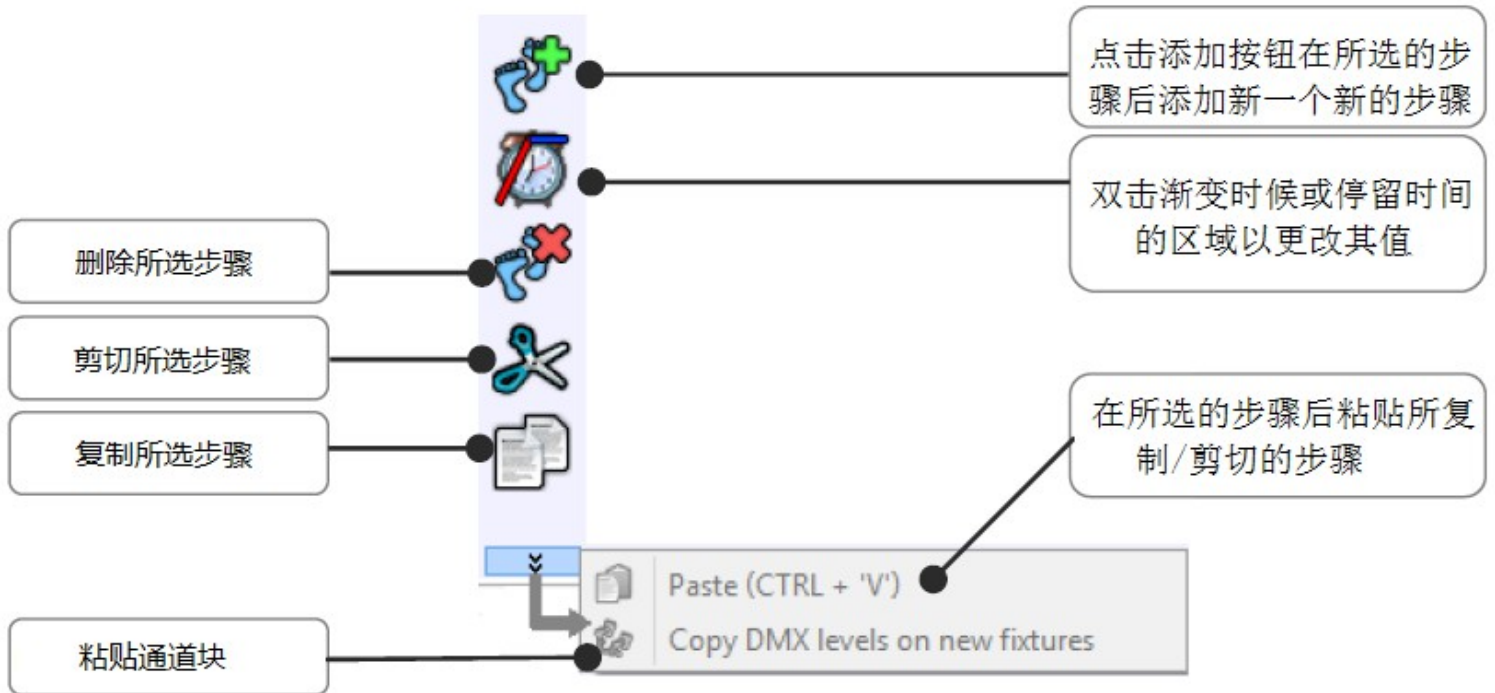 点击添加按钮在所选的步
骤后添加新一个新的步骤
双击渐变时候或停留时间
的区域以更改其值
删除所选步骤
剪切所选步骤
复制所选步骤
在所选的步骤后粘贴所复
制/剪切的步骤
Paste (CTRL + 'V')
Copy DMX levels on new fixtures
粘贴通道块